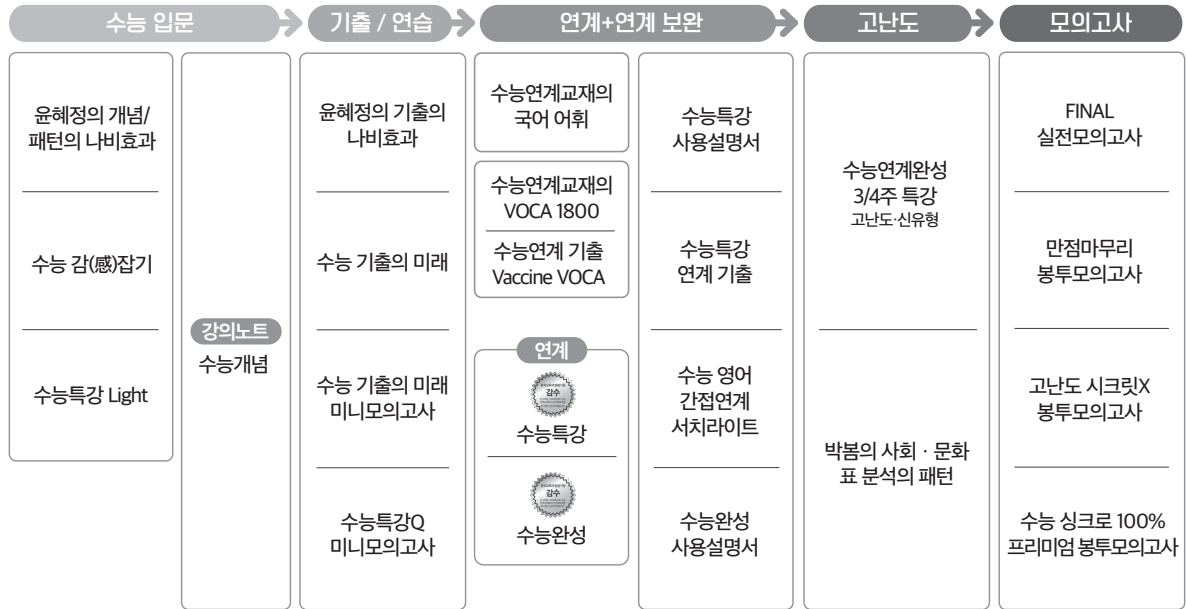 수능 입문
기출 / 연습
연계+연계 보완
고난도
모의고사
윤혜정의 개념/
패턴의 나비효과
수능 감(感)잡기
수능특강 Light
강의노트
수능개념
윤혜정의 기출의
나비효과
수능 기출의 미래
수능 기출의 미래
미니모의고사
수능특강Q
미니모의고사
수능연계교재의
국어 어휘
수능연계교재의
VOCA 1800
수능연계 기출
Vaccine VOCA
연계
감수
수능특강
감수
수능완성
수능특강
사용설명서
수능특강
연계 기출
수능 영어
간접연계
서치라이트
수능완성
사용설명서
수능연계완성
3/4주 특강
고난도·신유형
박봄의 사회 · 문화
표 분석의 패턴
FINAL
실전모의고사
만점마무리
봉투모의고사
고난도 시크릿X
봉투모의고사
수능 싱크로 100%
프리미엄 봉투모의고사